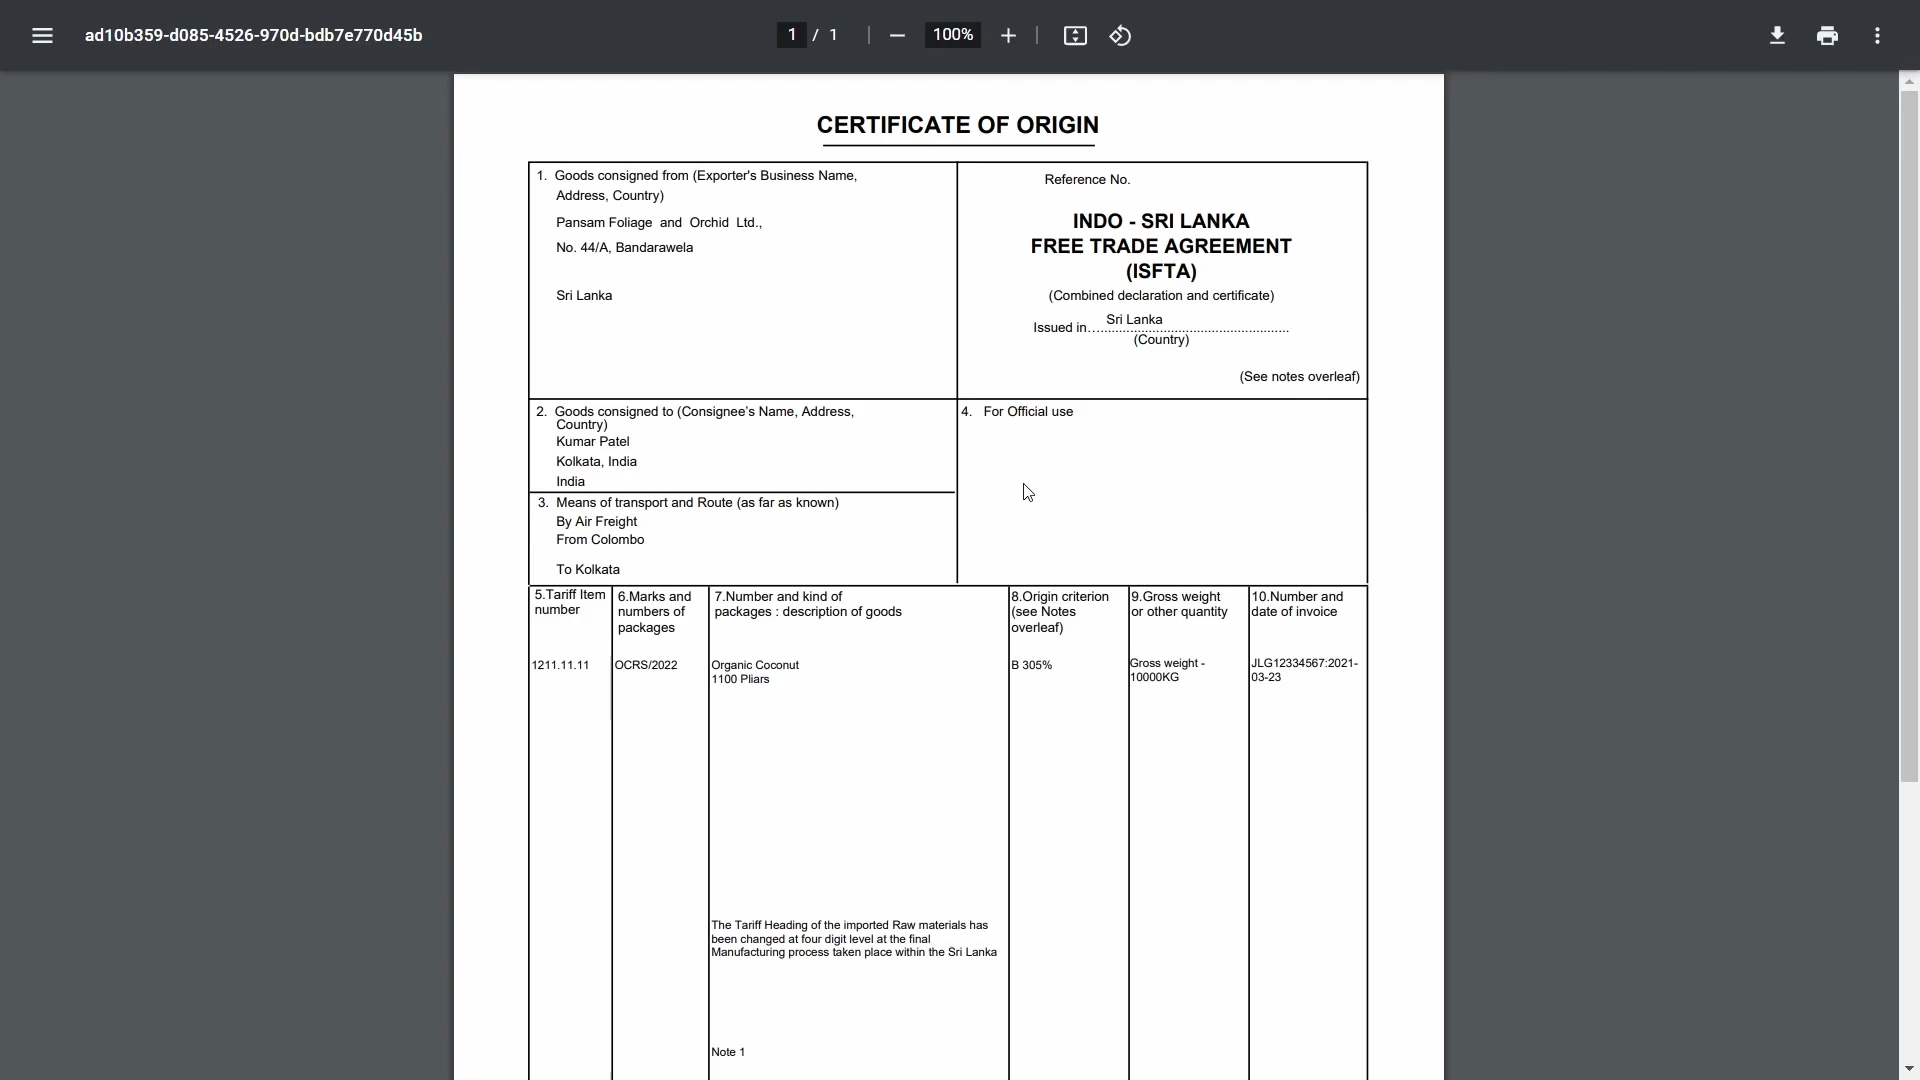 ad10b359-d085-4526-970d-bdb7e770d45b
1 / 1
100%
CERTIFICATE OF ORIGIN
1. Goods consigned from (Exporter's Business Name,
Address, Country)
Pansam Foliage and Orchid Ltd.,
No. 44/A, Bandarawela
Sri Lanka
Reference No.
INDO - SRI LANKA
FREE TRADE AGREEMENT
(ISFTA)
(Combined declaration and certificate)
Sri Lanka
Issued in.......................................................
(Country)
(See notes overleaf)
2. Goods consigned to (Consignee's Name, Address,
Country)
Kumar Patel
Kolkata, India
India
4. For Official use
3. Means of transport and Route (as far as known)
By Air Freight
From Colombo
To Kolkata
5.Tariff Item
number
6.Marks and
numbers of
packages
7.Number and kind of
packages : description of goods
8.Origin criterion
(see Notes
overleaf)
9.Gross weight
or other quantity
10.Number and
date of invoice
1211.11.11
OCRS/2022
Organic Coconut
1100 Pliars
B 305%
Gross weight -
10000KG
JLG12334567:2021-
03-23
The Tariff Heading of the imported Raw materials has
been changed at four digit level at the final
Manufacturing process taken place within the Sri Lanka
Note 1